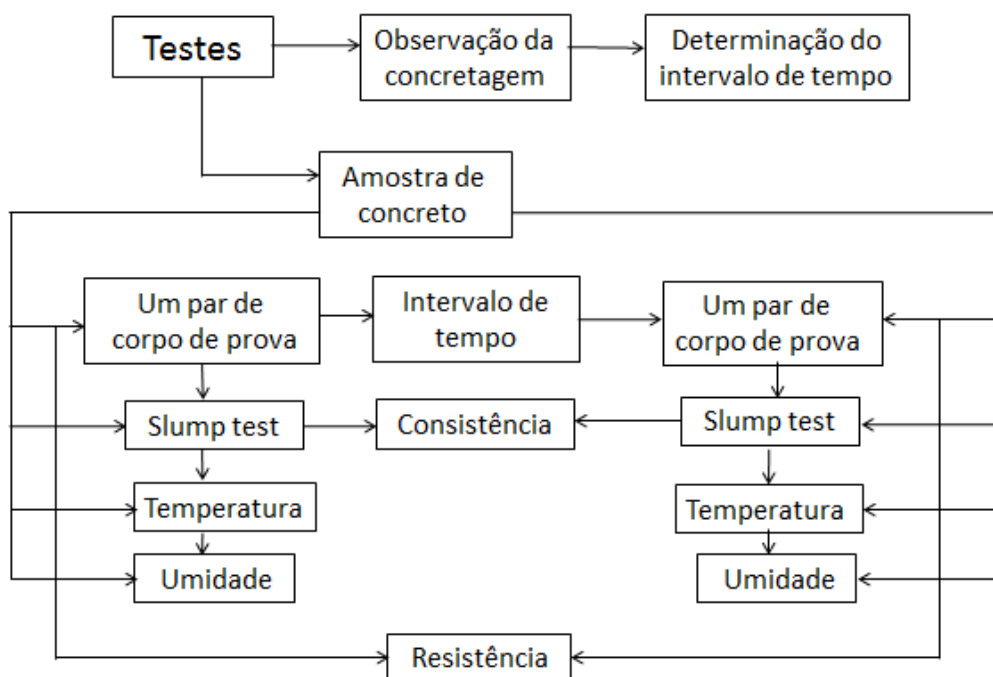 Testes
Observação da
concretagem
Determinação do
intervalo de tempo
Amostra de
concreto
Um par de
corpo de prova
Intervalo de
tempo
Um par de
corpo de prova
Slump test
Consistência
Slump test
Temperatura
Temperatura
Umidade
Umidade
Resistência